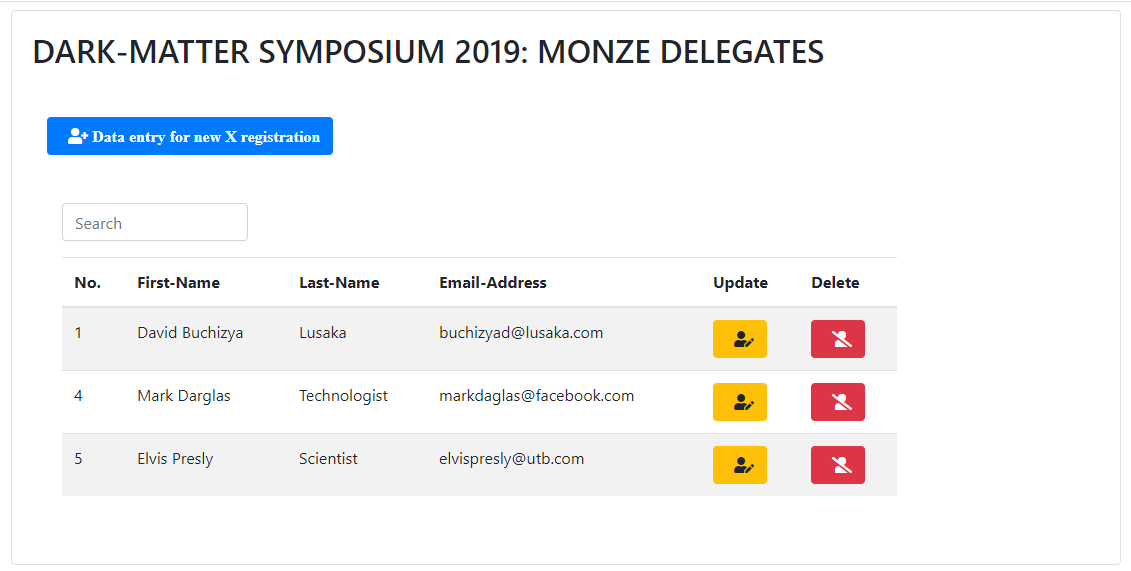 DARK-MATTER SYMPOSIUM 2019: MONZE DELEGATES
Data entry for new X registration
Search
No. First-Name Last-Name Email-Address Update Delete
1 David Buchizya Lusaka buchizyad@lusaka.com
4 Mark Darglas Technologist markdaglas@facebook.com
5 Elvis Presly Scientist elvispresly@utb.com